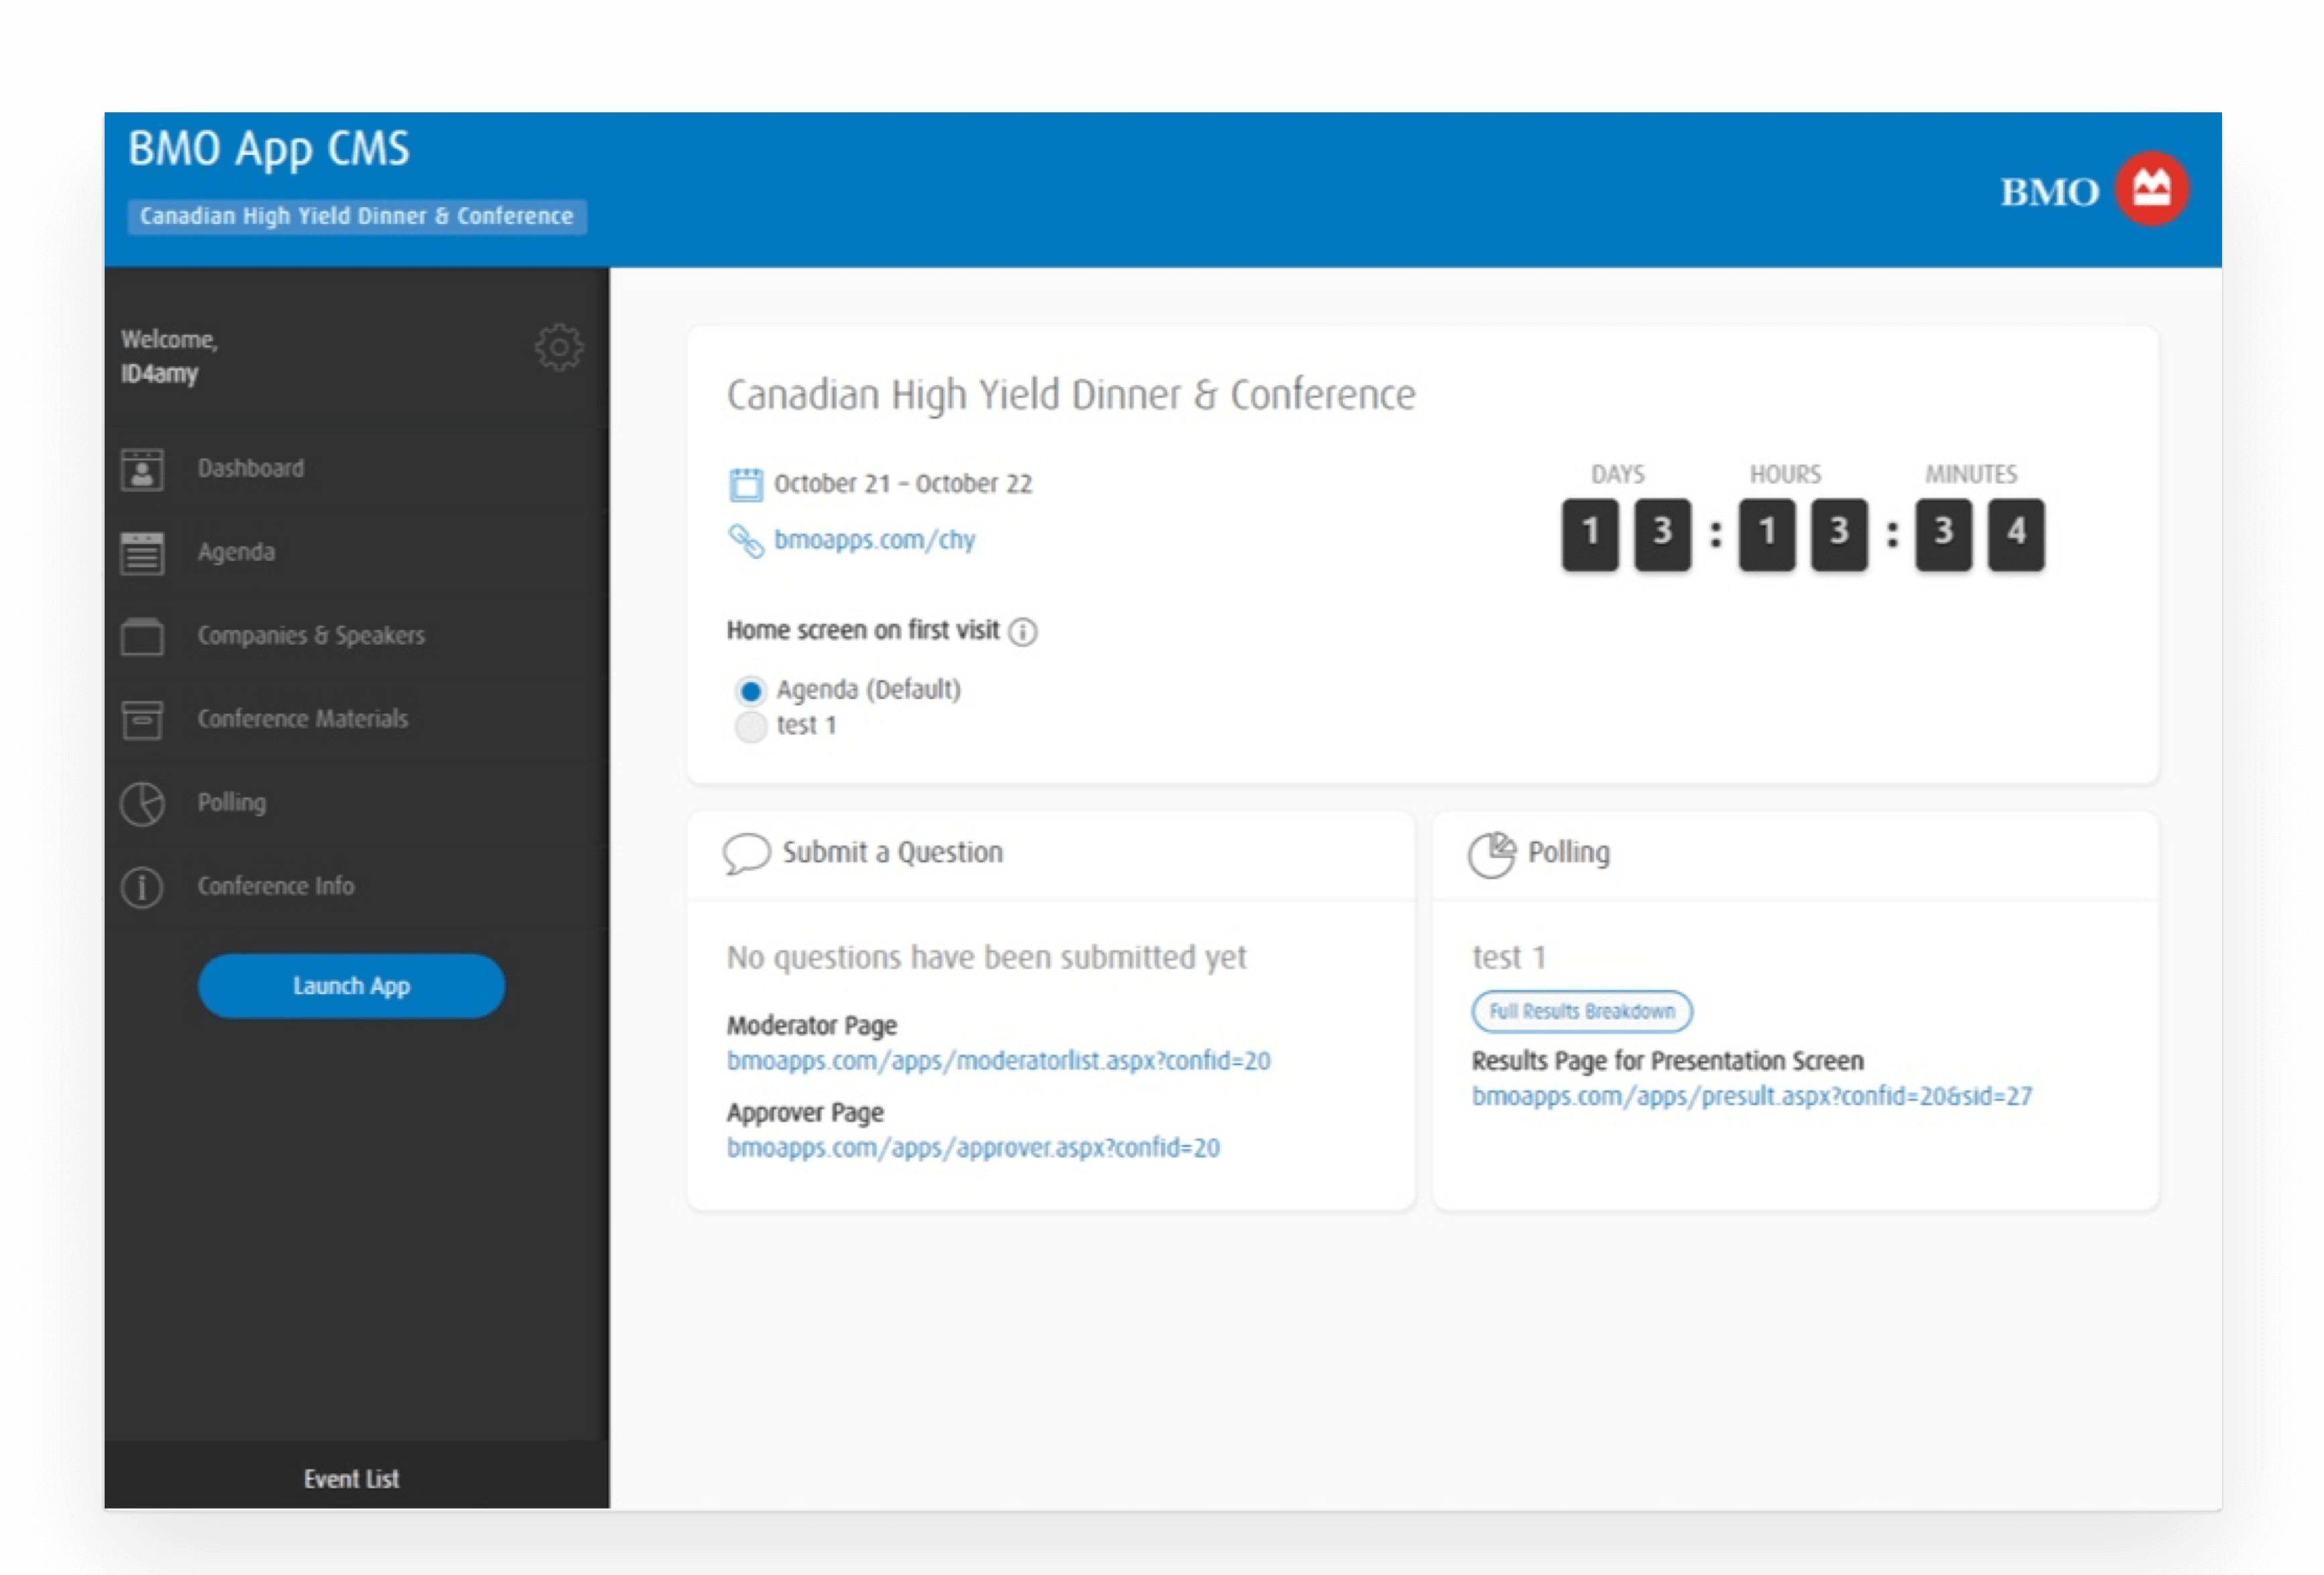 BMO App CMS
Canadian High Yield Dinner & Conference
BMO
Welcome,
ID4amy
Dashboard
Agenda
Companies & Speakers
Conference Materials
Polling
Conference Info
Launch App
Event List
Canadian High Yield Dinner & Conference
October 21 – October 22
bmoapps.com/chy
DAYS HOURS MINUTES
1 3 : 1 3 : 3 4
Home screen on first visit
Agenda (Default)
test 1
Submit a Question
No questions have been submitted yet
Moderator Page
bmoapps.com/apps/moderatorlist.aspx?confid=20
Approver Page
bmoapps.com/apps/approver.aspx?confid=20
Polling
test 1
Full Results Breakdown
Results Page for Presentation Screen
bmoapps.com/apps/presult.aspx?confid=20&sid=27